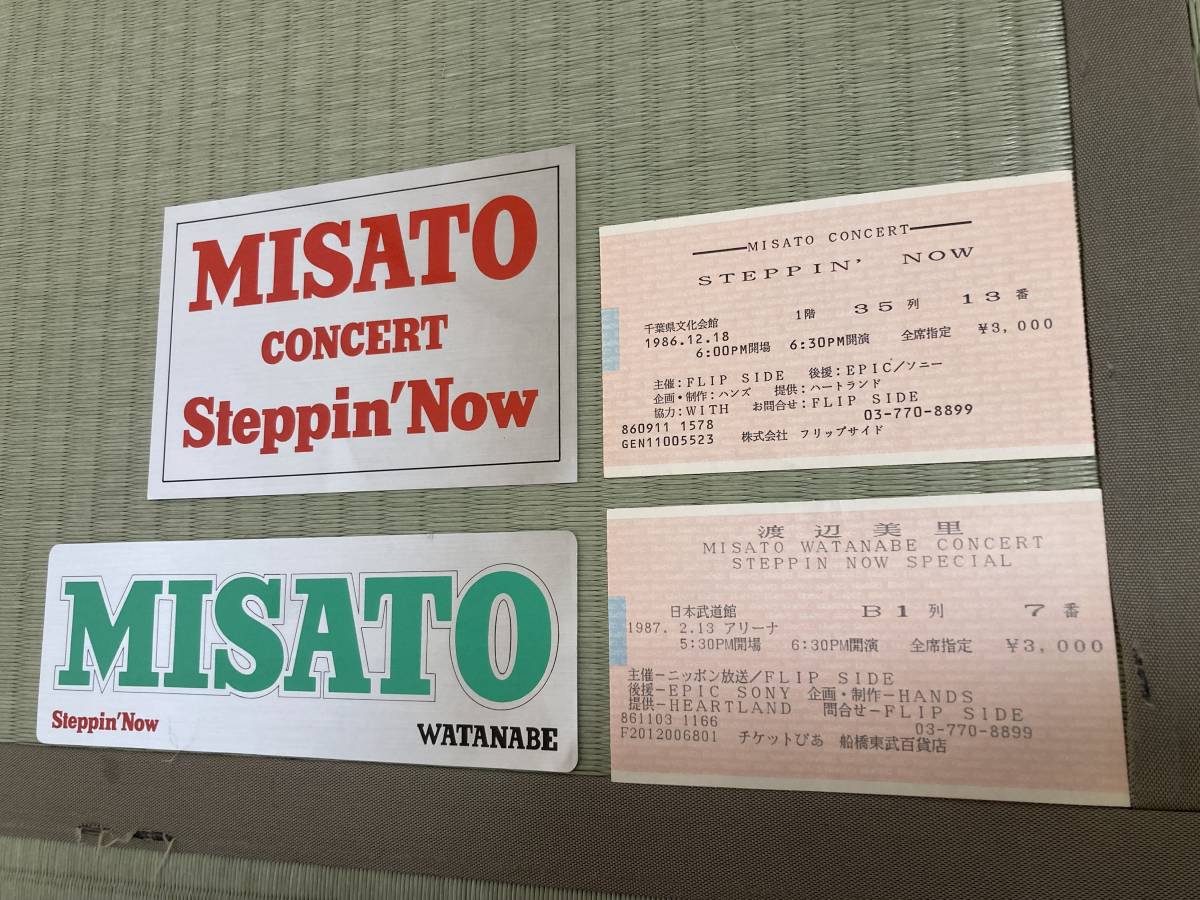 MISATO
CONCERT
Steppin' Now
MISATO
Steppin' Now
WATANABE
MISATO CONCERT
STEPPIN' NOW
千葉県文化会館 1階 35列 13番
1986.12.18
6:00PM開場 6:30PM開演 全席指定 ¥3,000
主催:FLIP SIDE 後援:EPIC/ソニー
企画・制作:ハンズ 提供:ハートランド
協力:WITH お問合せ:FLIP SIDE
03-770-8899
860911 1578
GEN11005523 株式会社 フリップサイド
渡辺美里
MISATO WATANABE CONCERT
STEPPIN NOW SPECIAL
日本武道館 B1列 7番
1987. 2.13 アリーナ
5:30PM開場 6:30PM開演 全席指定 ¥3,000
主催-ニッポン放送/FLIP SIDE
後援-EPIC SONY 企画・制作-HANDS
提供-HEARTLAND 問合せ-FLIP SIDE
861103 1166 03-770-8899
F2012006801 チケットぴあ 船橋東武百貨店